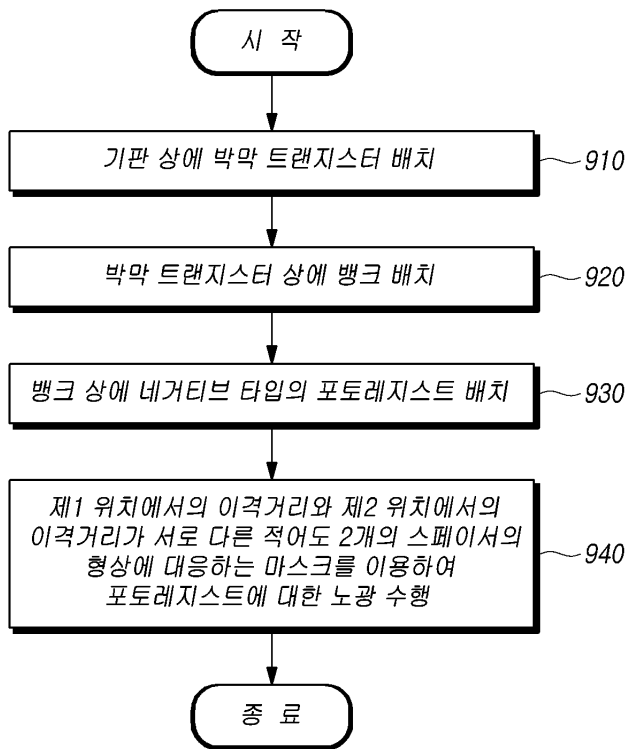 시 작
기판 상에 박막 트랜지스터 배치
910
박막 트랜지스터 상에 뱅크 배치
920
뱅크 상에 네거티브 타입의 포토레지스트 배치
930
제1 위치에서의 이격거리와 제2 위치에서의
이격거리가 서로 다른 적어도 2개의 스페이서의
형상에 대응하는 마스크를 이용하여
포토레지스트에 대한 노광 수행
940
종 료